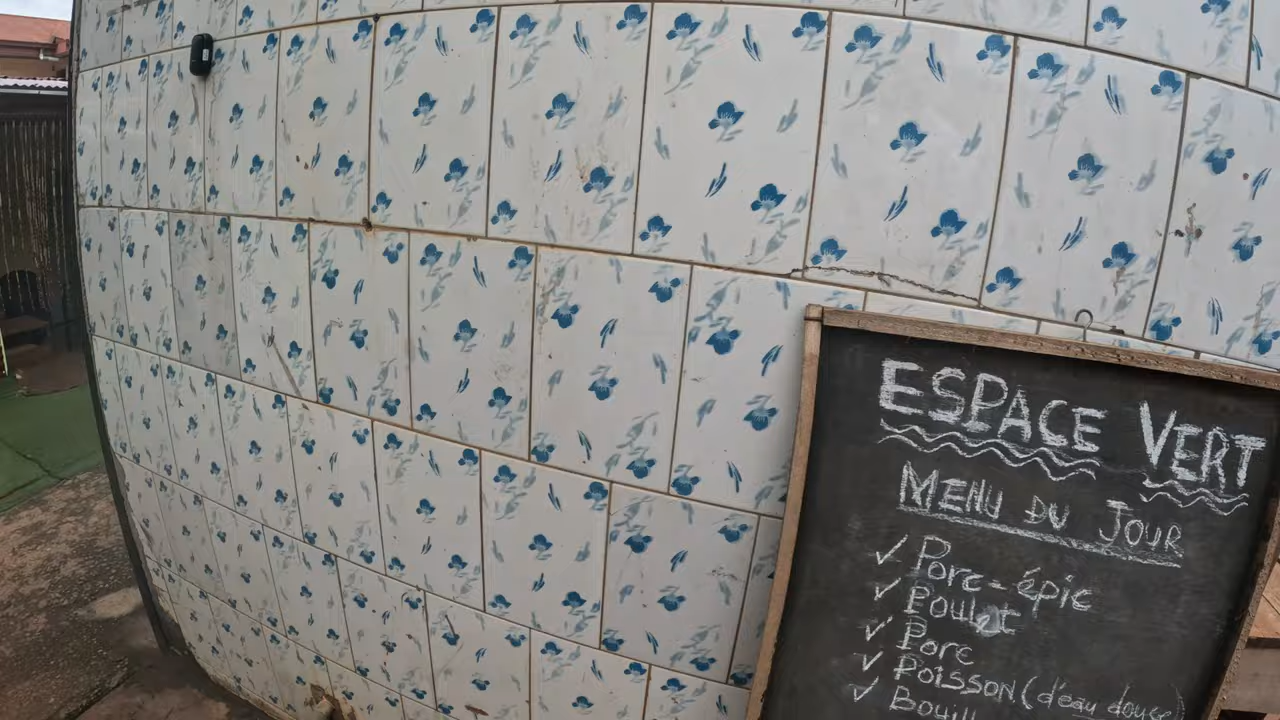 ESPACE VERT
MENU DU JOUR
✓ Porc-épic
✓ Poulet
✓ Porc
✓ Poisson (d'eau douce)
✓